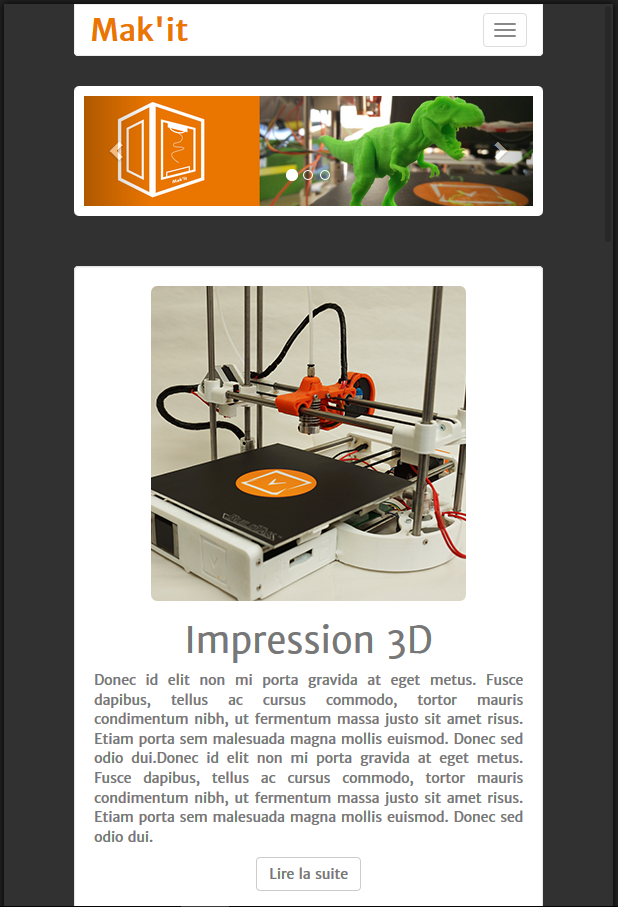 Mak'it
Mak'it
Impression 3D
Donec id elit non mi porta gravida at eget metus. Fusce
dapibus, tellus ac cursus commodo, tortor mauris
condimentum nibh, ut fermentum massa justo sit amet risus.
Etiam porta sem malesuada magna mollis euismod. Donec sed
odio dui.Donec id elit non mi porta gravida at eget metus.
Fusce dapibus, tellus ac cursus commodo, tortor mauris
condimentum nibh, ut fermentum massa justo sit amet risus.
Etiam porta sem malesuada magna mollis euismod. Donec sed
odio dui.
Lire la suite